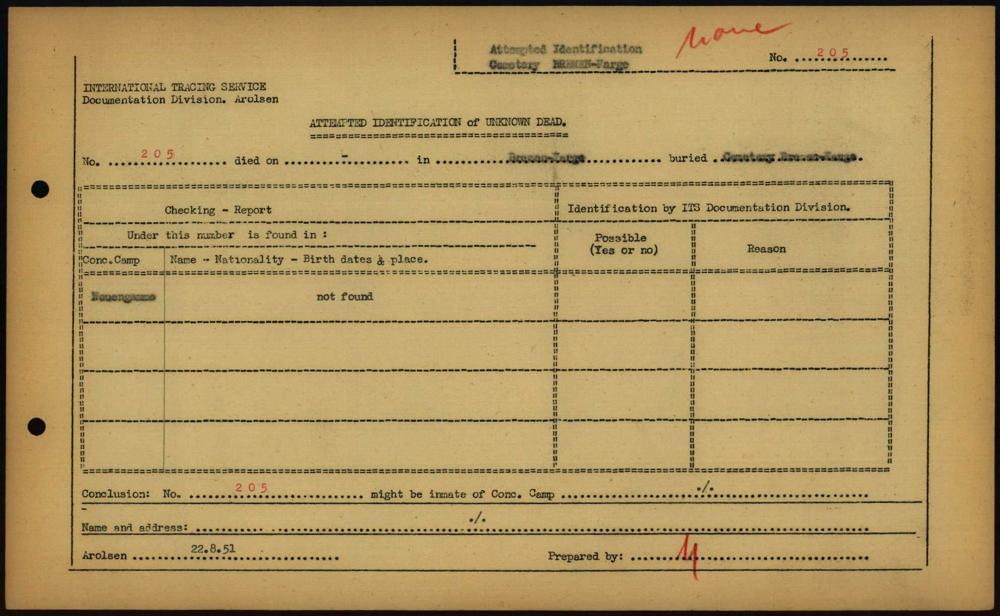 Attempted Identification
Cemetery BREMEN-Farge
None
No. 205
INTERNATIONAL TRACING SERVICE
Documentation Division. Arolsen
ATTEMPTED IDENTIFICATION of UNKNOWN DEAD.
No. 205 died on - in Bremen-Farge buried Cemetery Bremen-Farge.
Checking - Report
Identification by ITS Documentation Division.
Under this number is found in :
Possible
(Yes or no)
Reason
Conc.Camp
Name - Nationality - Birth dates & place.
Neuengamme
not found
Conclusion: No. 205 might be inmate of Conc. Camp ./.
Name and address: ./.
Arolsen 22.8.51
Prepared by: